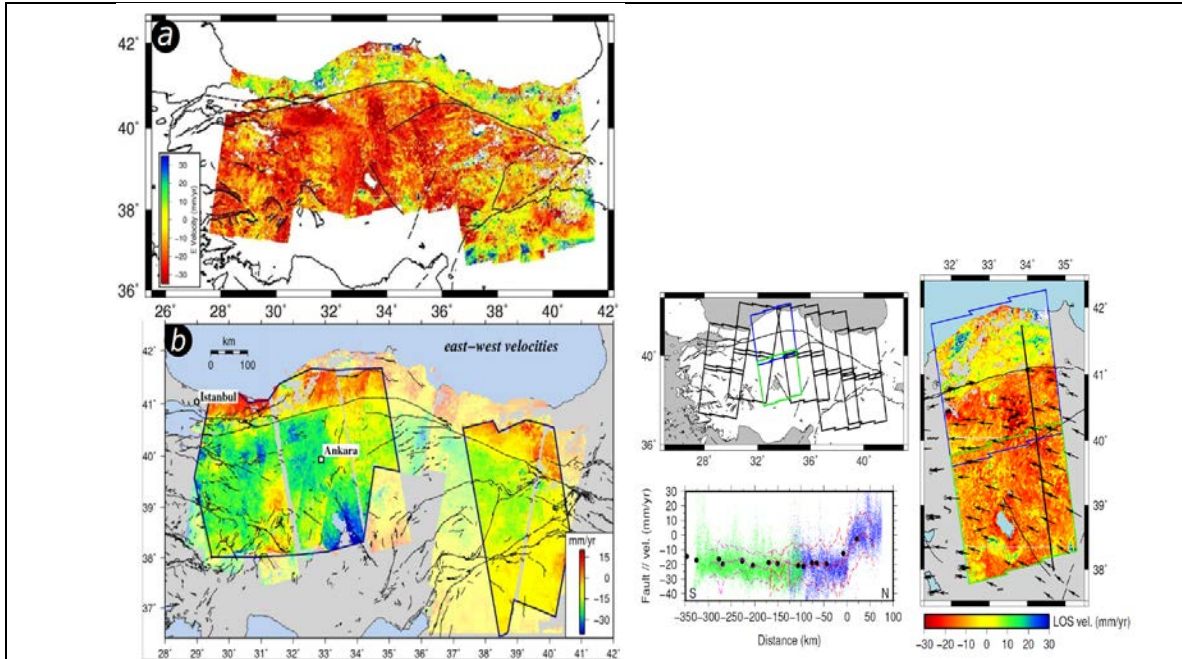 a
42˚
40˚
38˚
36˚
E Velocity (mm/yr)
30
20
10
0
−10
−20
−30
26˚ 28˚ 30˚ 32˚ 34˚ 36˚ 38˚ 40˚ 42˚
b
km
0 100
east-west velocities
Istanbul
Ankara
42˚
41˚
40˚
39˚
38˚
37˚
mm/yr
15
0
−10
−30
29˚ 30˚ 31˚ 32˚ 33˚ 34˚ 35˚ 36˚ 37˚ 38˚ 39˚ 40˚ 41˚ 42˚
40˚
36˚
28˚ 32˚ 36˚ 40˚
Fault // vel. (mm/yr)
30
20
10
0
−10
−20
−30
−40
S
N
−350 −300 −250 −200 −150 −100 −50 0 50 100
Distance (km)
32˚ 33˚ 34˚ 35˚
42˚
41˚
40˚
39˚
38˚
−30 −20 −10 0 10 20 30
LOS vel. (mm/yr)